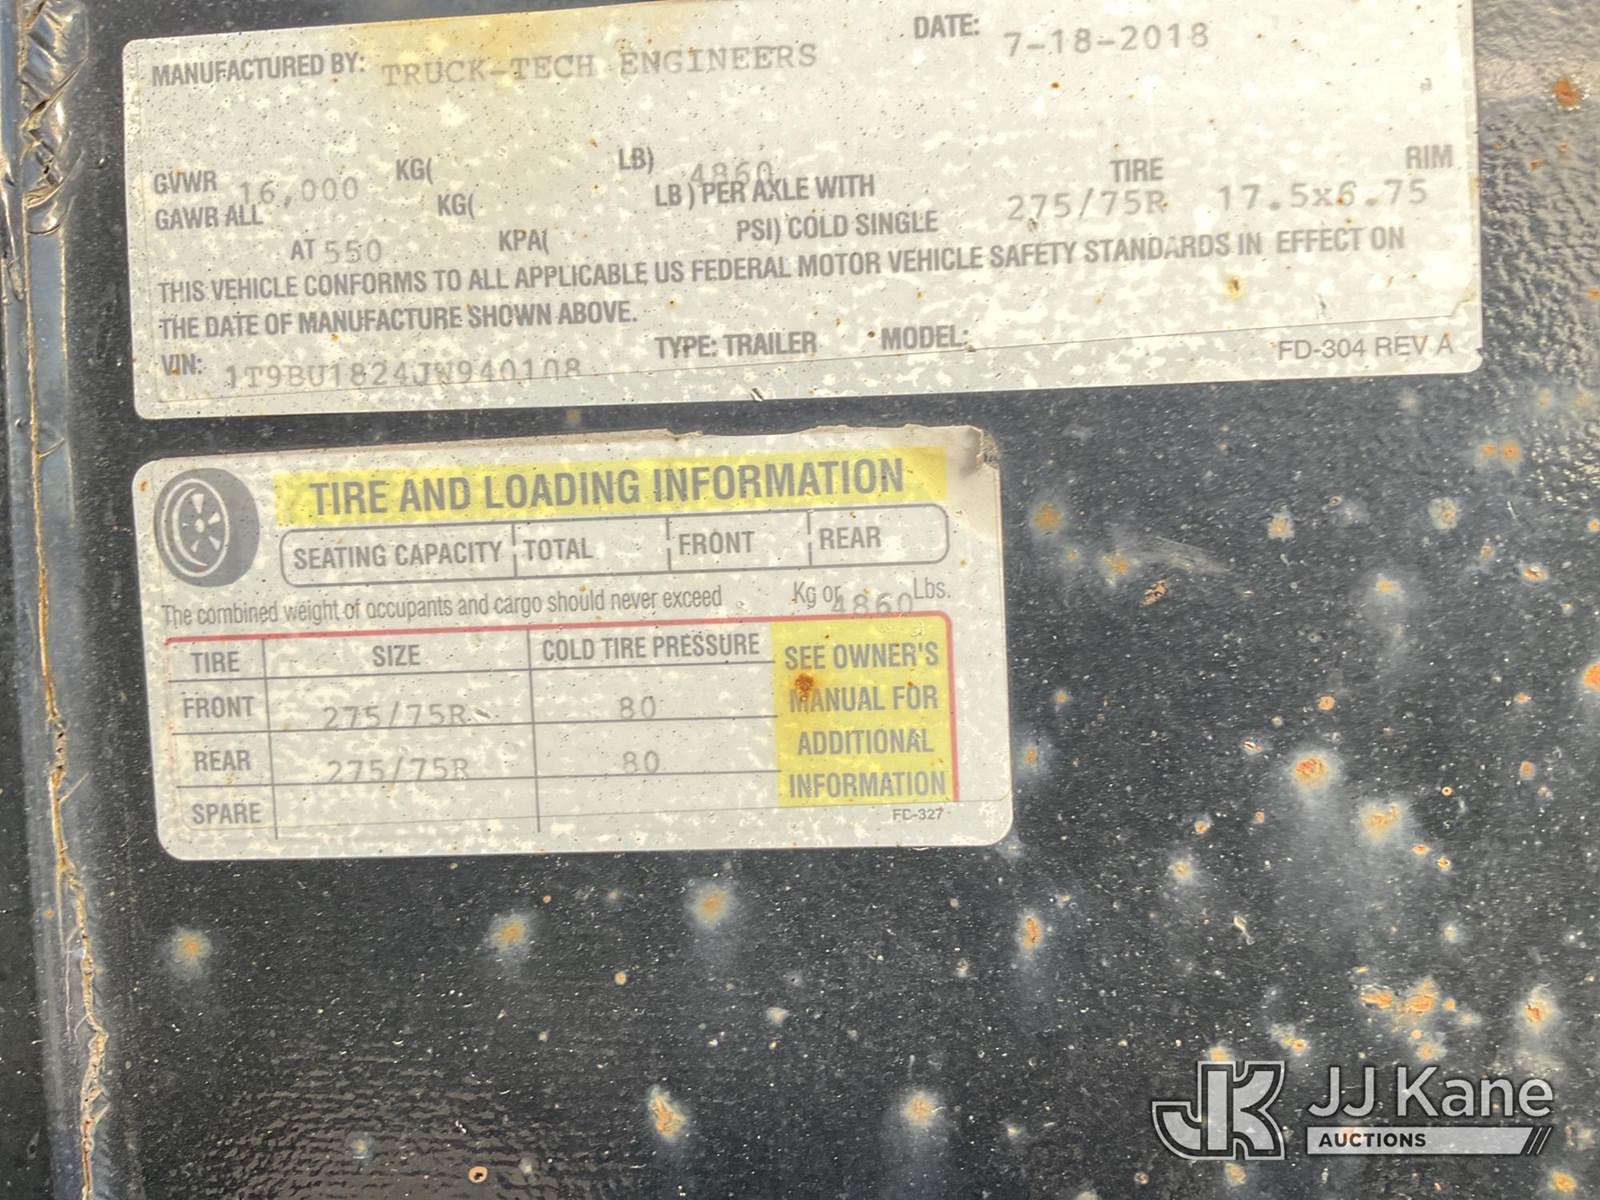 MANUFACTURED BY: TRUCK-TECH ENGINEERS DATE: 7-18-2018
GVWR 16,000 KG( LB) 4860 TIRE RIM
GAWR ALL KG( LB ) PER AXLE WITH 275/75R 17.5x6.75
AT 550 KPA( PSI) COLD SINGLE
THIS VEHICLE CONFORMS TO ALL APPLICABLE US FEDERAL MOTOR VEHICLE SAFETY STANDARDS IN EFFECT ON
THE DATE OF MANUFACTURE SHOWN ABOVE.
VIN: 1T9BU1824JW940108 TYPE: TRAILER MODEL:
FD-304 REV A
TIRE AND LOADING INFORMATION
SEATING CAPACITY TOTAL FRONT REAR
The combined weight of occupants and cargo should never exceed Kg or 4860 Lbs.
TIRE SIZE COLD TIRE PRESSURE SEE OWNER'S
FRONT 275/75R 80 MANUAL FOR
REAR 275/75R 80 ADDITIONAL
SPARE INFORMATION
FC-327
JK JJ Kane
AUCTIONS